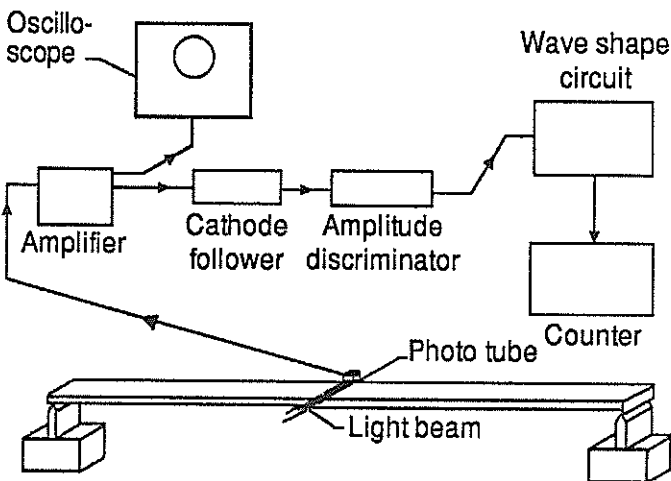 Oscillo-
scope
Wave shape
circuit
Amplifier
Cathode
follower
Amplitude
discriminator
Counter
Photo tube
Light beam